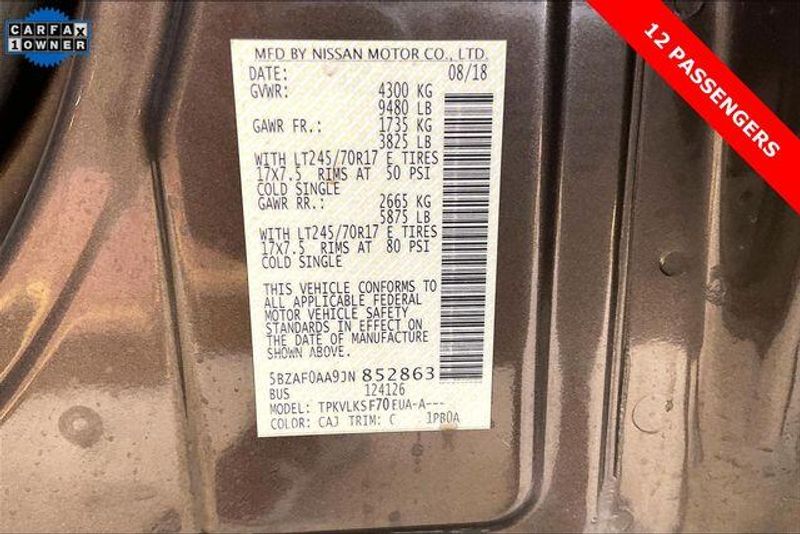 CARFAX
1 OWNER
12 PASSENGERS
MFD BY NISSAN MOTOR CO., LTD.
DATE: 08/18
GVWR: 4300 KG
9480 LB
GAWR FR.: 1735 KG
3825 LB
WITH LT245/70R17 E TIRES
17X7.5 RIMS AT 50 PSI
COLD SINGLE
GAWR RR.: 2665 KG
5875 LB
WITH LT245/70R17 E TIRES
17X7.5 RIMS AT 80 PSI
COLD SINGLE
THIS VEHICLE CONFORMS TO
ALL APPLICABLE FEDERAL
MOTOR VEHICLE SAFETY
STANDARDS IN EFFECT ON
THE DATE OF MANUFACTURE
SHOWN ABOVE.
5BZAF0AA9JN 852863
BUS 124126
MODEL: TPKVLKSF70EUA-A---
COLOR: CAJ TRIM: C 1PB0A